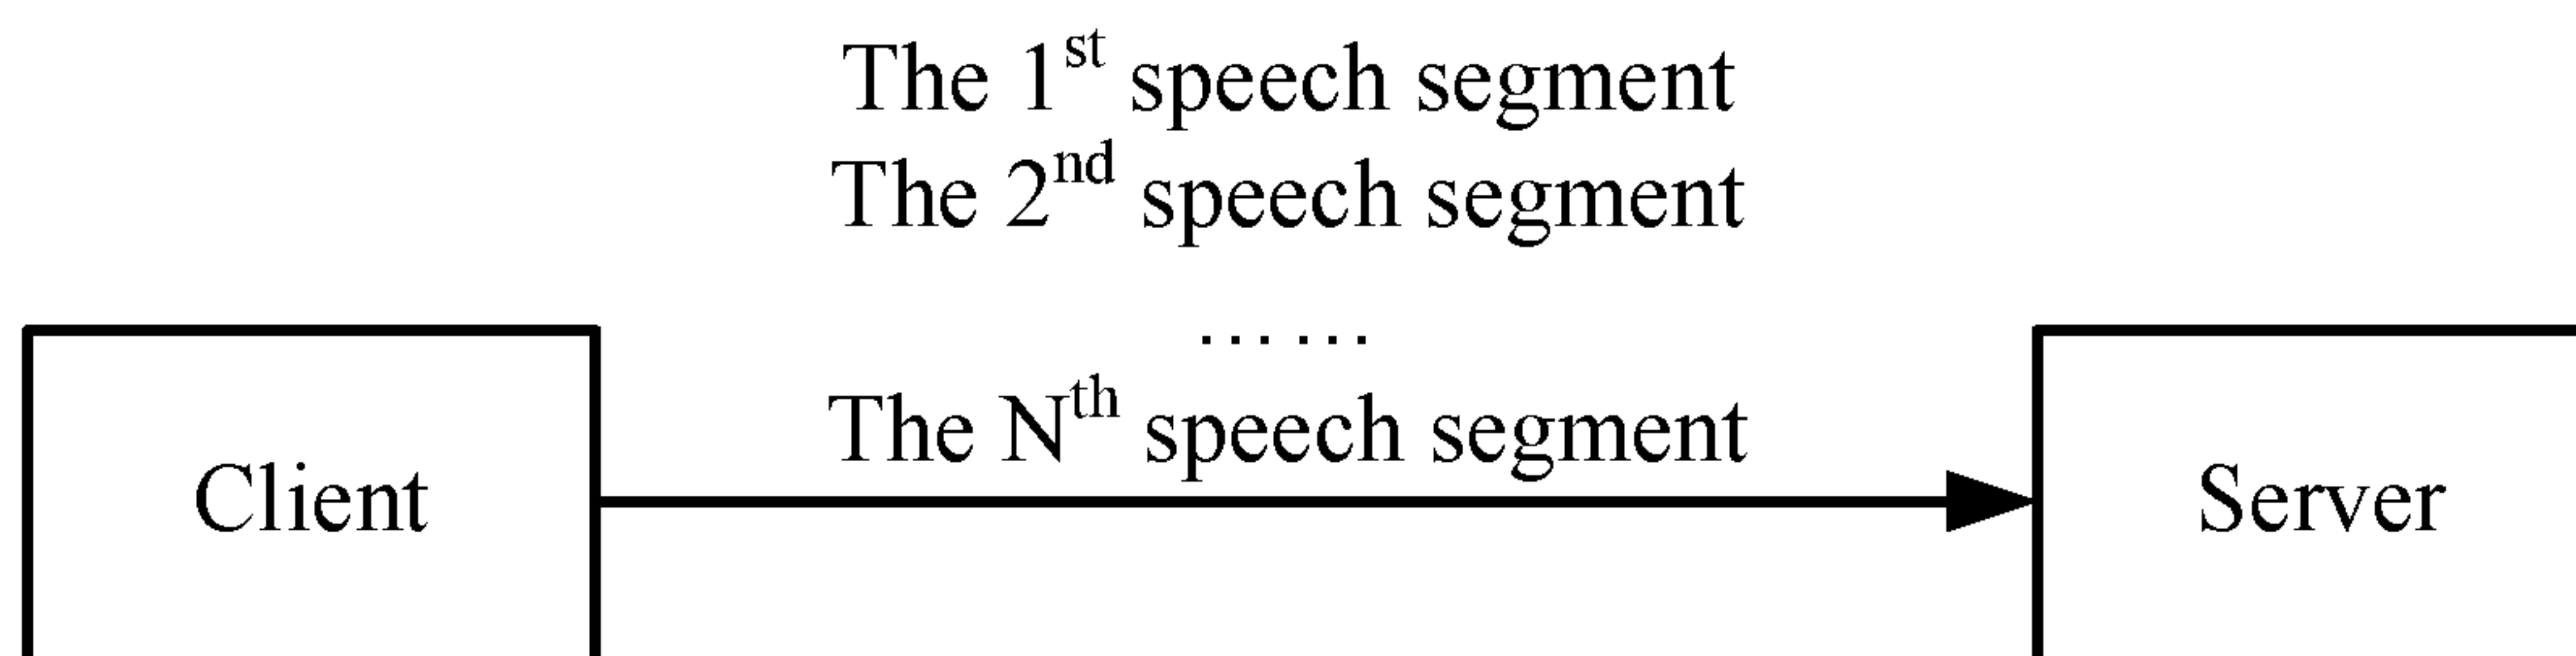 The 1st speech segment
The 2nd speech segment
……
The Nth speech segment
Client
Server